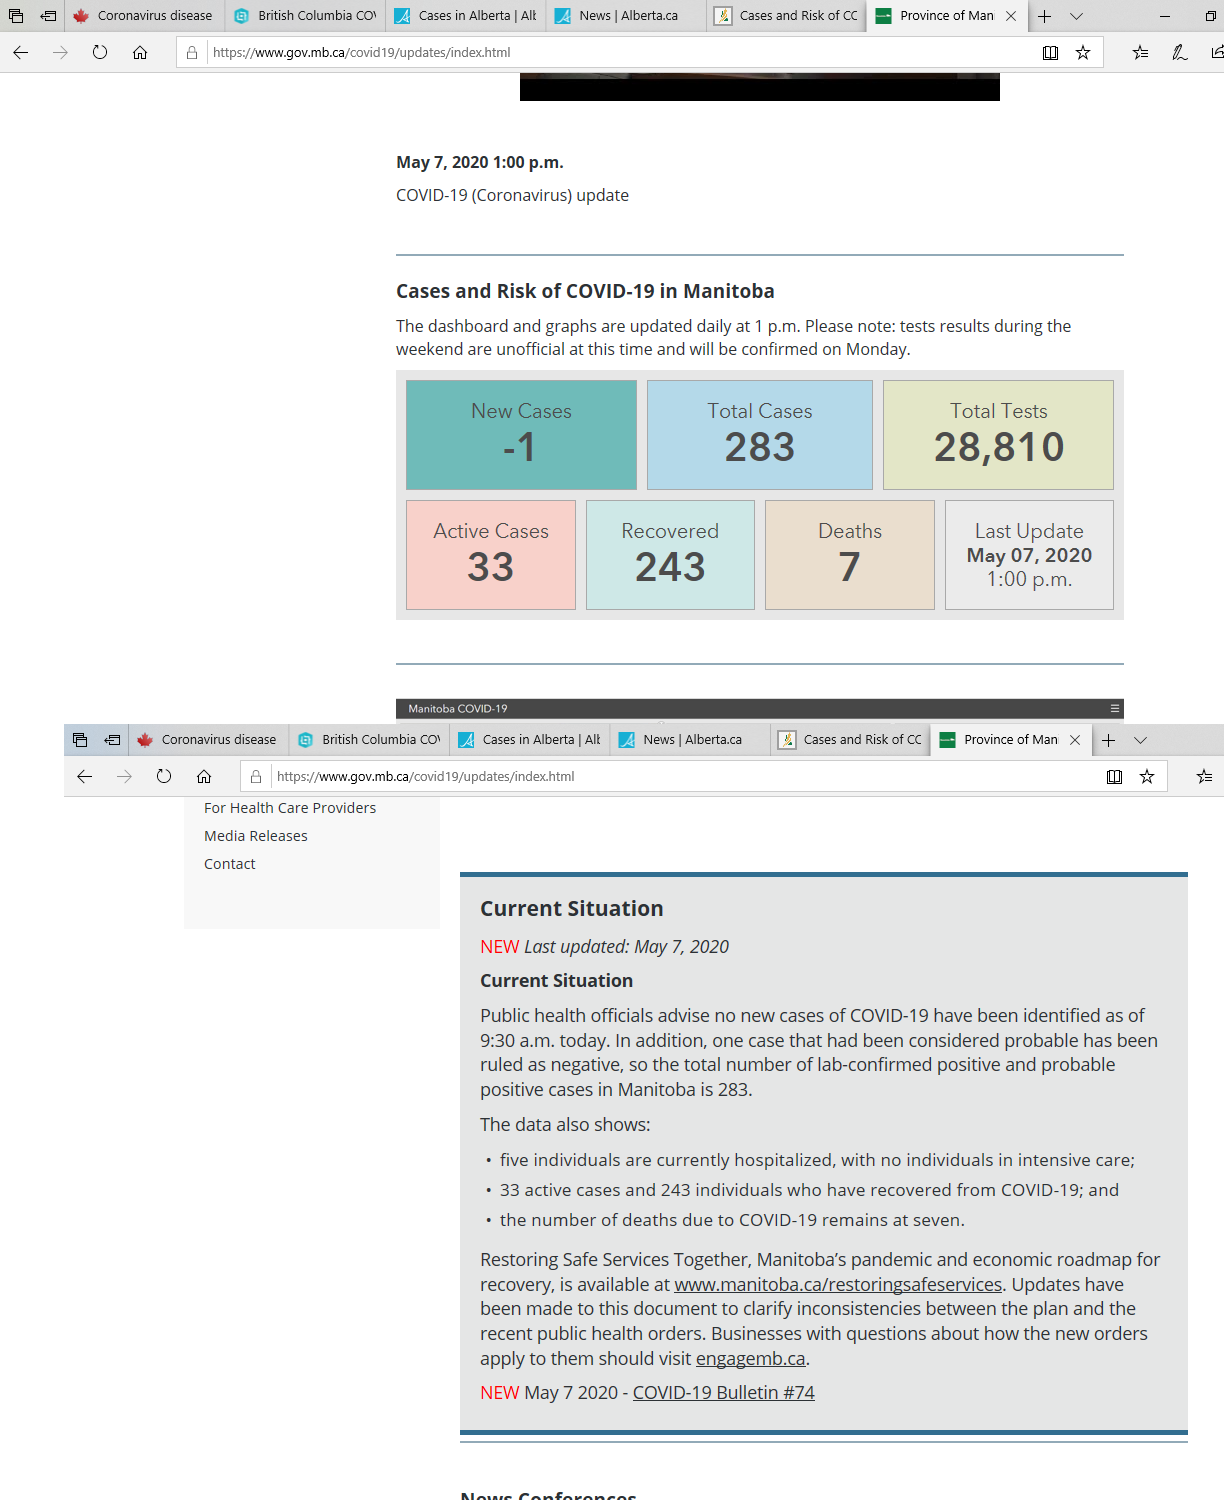 Coronavirus disease
British Columbia CO
Cases in Alberta | Alb
News | Alberta.ca
Cases and Risk of CC
Province of Man
https://www.gov.mb.ca/covid19/updates/index.html
May 7, 2020 1:00 p.m.
COVID-19 (Coronavirus) update
Cases and Risk of COVID-19 in Manitoba
The dashboard and graphs are updated daily at 1 p.m. Please note: tests results during the
weekend are unofficial at this time and will be confirmed on Monday.
New Cases
-1
Total Cases
283
Total Tests
28,810
Active Cases
33
Recovered
243
Deaths
7
Last Update
May 07, 2020
1:00 p.m.
Manitoba COVID-19
Coronavirus disease
British Columbia CO
Cases in Alberta | Alb
News | Alberta.ca
Cases and Risk of CC
Province of Man
https://www.gov.mb.ca/covid19/updates/index.html
For Health Care Providers
Media Releases
Contact
Current Situation
NEW Last updated: May 7, 2020
Current Situation
Public health officials advise no new cases of COVID-19 have been identified as of
9:30 a.m. today. In addition, one case that had been considered probable has been
ruled as negative, so the total number of lab-confirmed positive and probable
positive cases in Manitoba is 283.
The data also shows:
• five individuals are currently hospitalized, with no individuals in intensive care;
• 33 active cases and 243 individuals who have recovered from COVID-19; and
• the number of deaths due to COVID-19 remains at seven.
Restoring Safe Services Together, Manitoba’s pandemic and economic roadmap for
recovery, is available at www.manitoba.ca/restoringsafeservices. Updates have
been made to this document to clarify inconsistencies between the plan and the
recent public health orders. Businesses with questions about how the new orders
apply to them should visit engagemb.ca.
NEW May 7 2020 - COVID-19 Bulletin #74
News Conferences